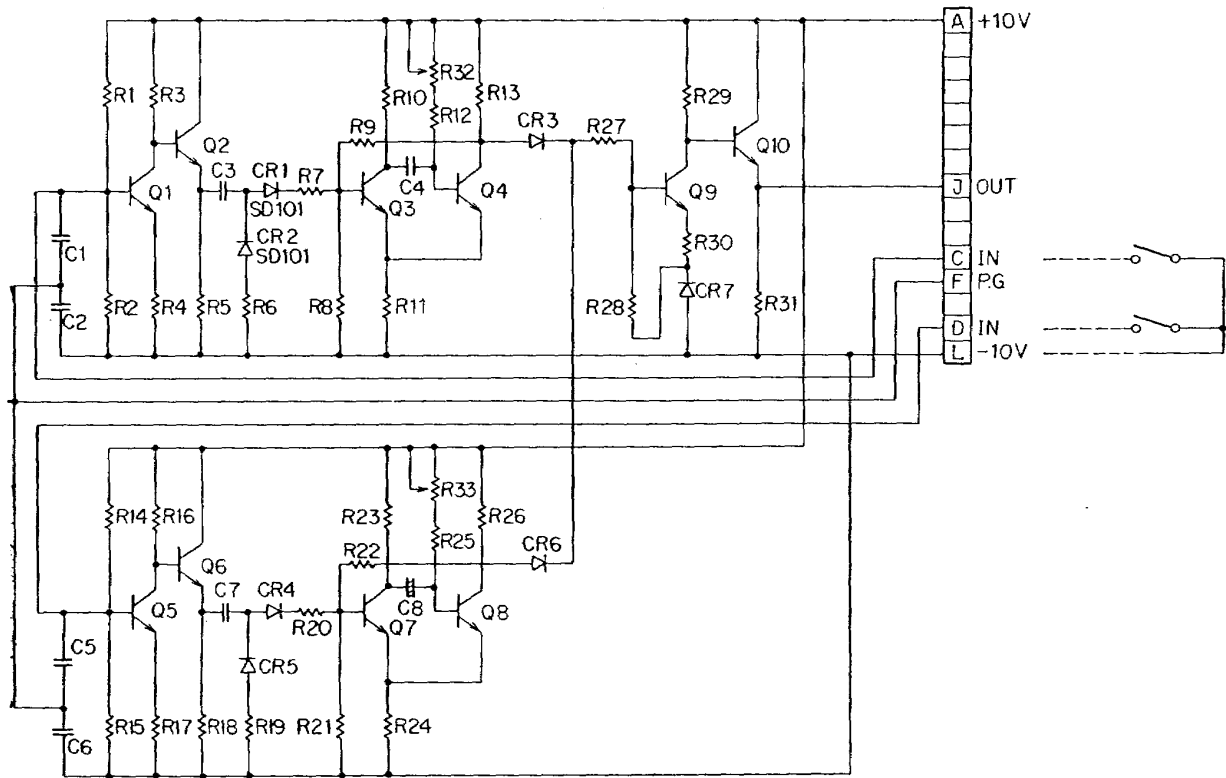 A +10V
R1 R3 R10 R32 R13 R29
R12
Q2 R9 CR3 R27 Q10
C3 CR1 R7
Q1 SD101 Q3 C4 Q4 Q9 J OUT
C1 CR2
SD101 R30
C IN
F P.G
C2 R2 R4 R5 R6 R8 R11 R28 CR7 R31
D IN
L -10V
R14 R16 R23 R33 R26
R25
R22 CR6
Q6 C7 CR4
Q5 R20 Q7 C8 Q8
C5 CR5
C6 R15 R17 R18 R19 R21 R24